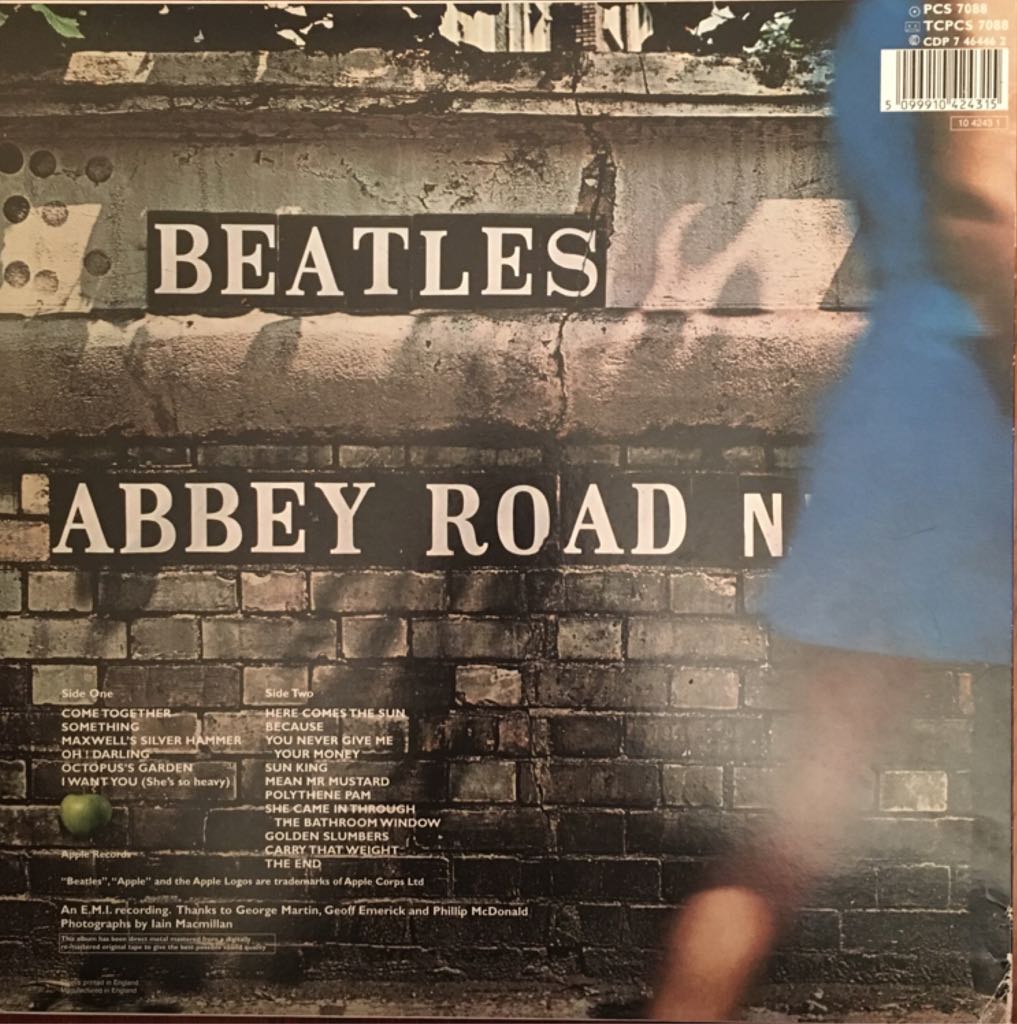 PCS 7088
TCPCS 7088
CDP 7 46446 2
5 099910 424315
10 4243 1
BEATLES
ABBEY ROAD N
Side One
COME TOGETHER
SOMETHING
MAXWELL'S SILVER HAMMER
OH! DARLING
OCTOPUS'S GARDEN
I WANT YOU (She's so heavy)
Apple Records
Side Two
HERE COMES THE SUN
BECAUSE
YOU NEVER GIVE ME
YOUR MONEY
SUN KING
MEAN MR MUSTARD
POLYTHENE PAM
SHE CAME IN THROUGH
THE BATHROOM WINDOW
GOLDEN SLUMBERS
CARRY THAT WEIGHT
THE END
"Beatles", "Apple" and the Apple Logos are trademarks of Apple Corps Ltd
An E.M.I. recording. Thanks to George Martin, Geoff Emerick and Phillip McDonald
Photographs by Iain Macmillan
This album has been direct metal mastered from a digitally
re-mastered original tape to give the best possible sound quality
printed in England
Manufactured in England